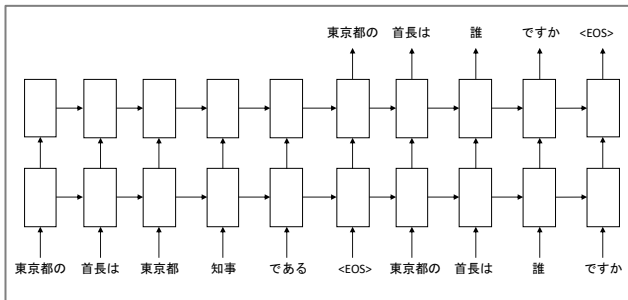 東京都の 首長は 誰 ですか <EOS>
東京都の 首長は 東京都 知事 である <EOS> 東京都の 首長は 誰 ですか